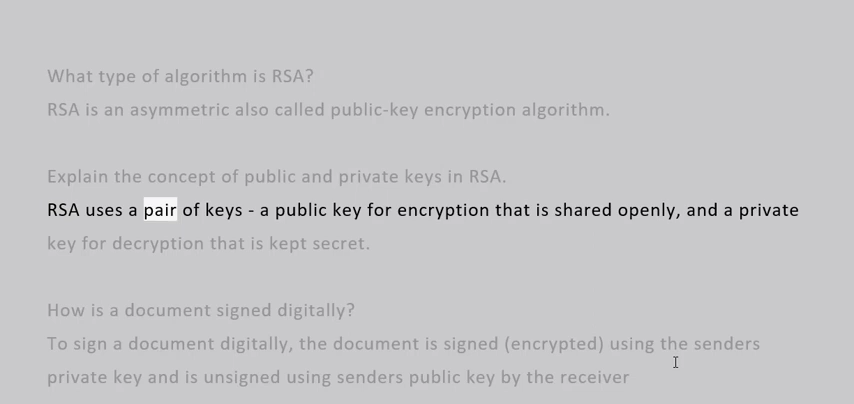 What type of algorithm is RSA?
RSA is an asymmetric also called public-key encryption algorithm.
Explain the concept of public and private keys in RSA.
RSA uses a pair of keys - a public key for encryption that is shared openly, and a private
key for decryption that is kept secret.
How is a document signed digitally?
To sign a document digitally, the document is signed (encrypted) using the senders
private key and is unsigned using senders public key by the receiver